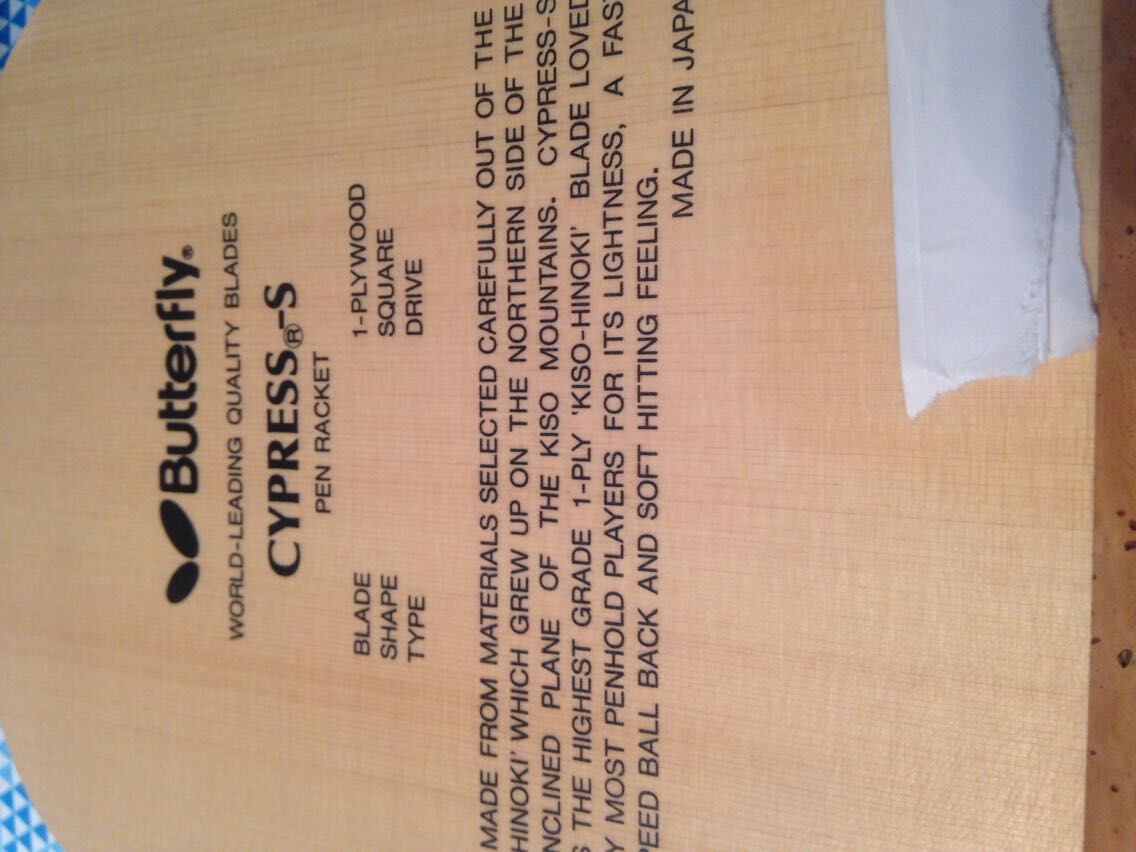 Butterfly®
WORLD-LEADING QUALITY BLADES
CYPRESS®-S
PEN RACKET
BLADE 1-PLYWOOD
SHAPE SQUARE
TYPE DRIVE
MADE FROM MATERIALS SELECTED CAREFULLY OUT OF THE
HINOKI' WHICH GREW UP ON THE NORTHERN SIDE OF THE
NCLINED PLANE OF THE KISO MOUNTAINS. CYPRESS-S
S THE HIGHEST GRADE 1-PLY 'KISO-HINOKI' BLADE LOVED
Y MOST PENHOLD PLAYERS FOR ITS LIGHTNESS, A FAS
PEED BALL BACK AND SOFT HITTING FEELING.
MADE IN JAPA